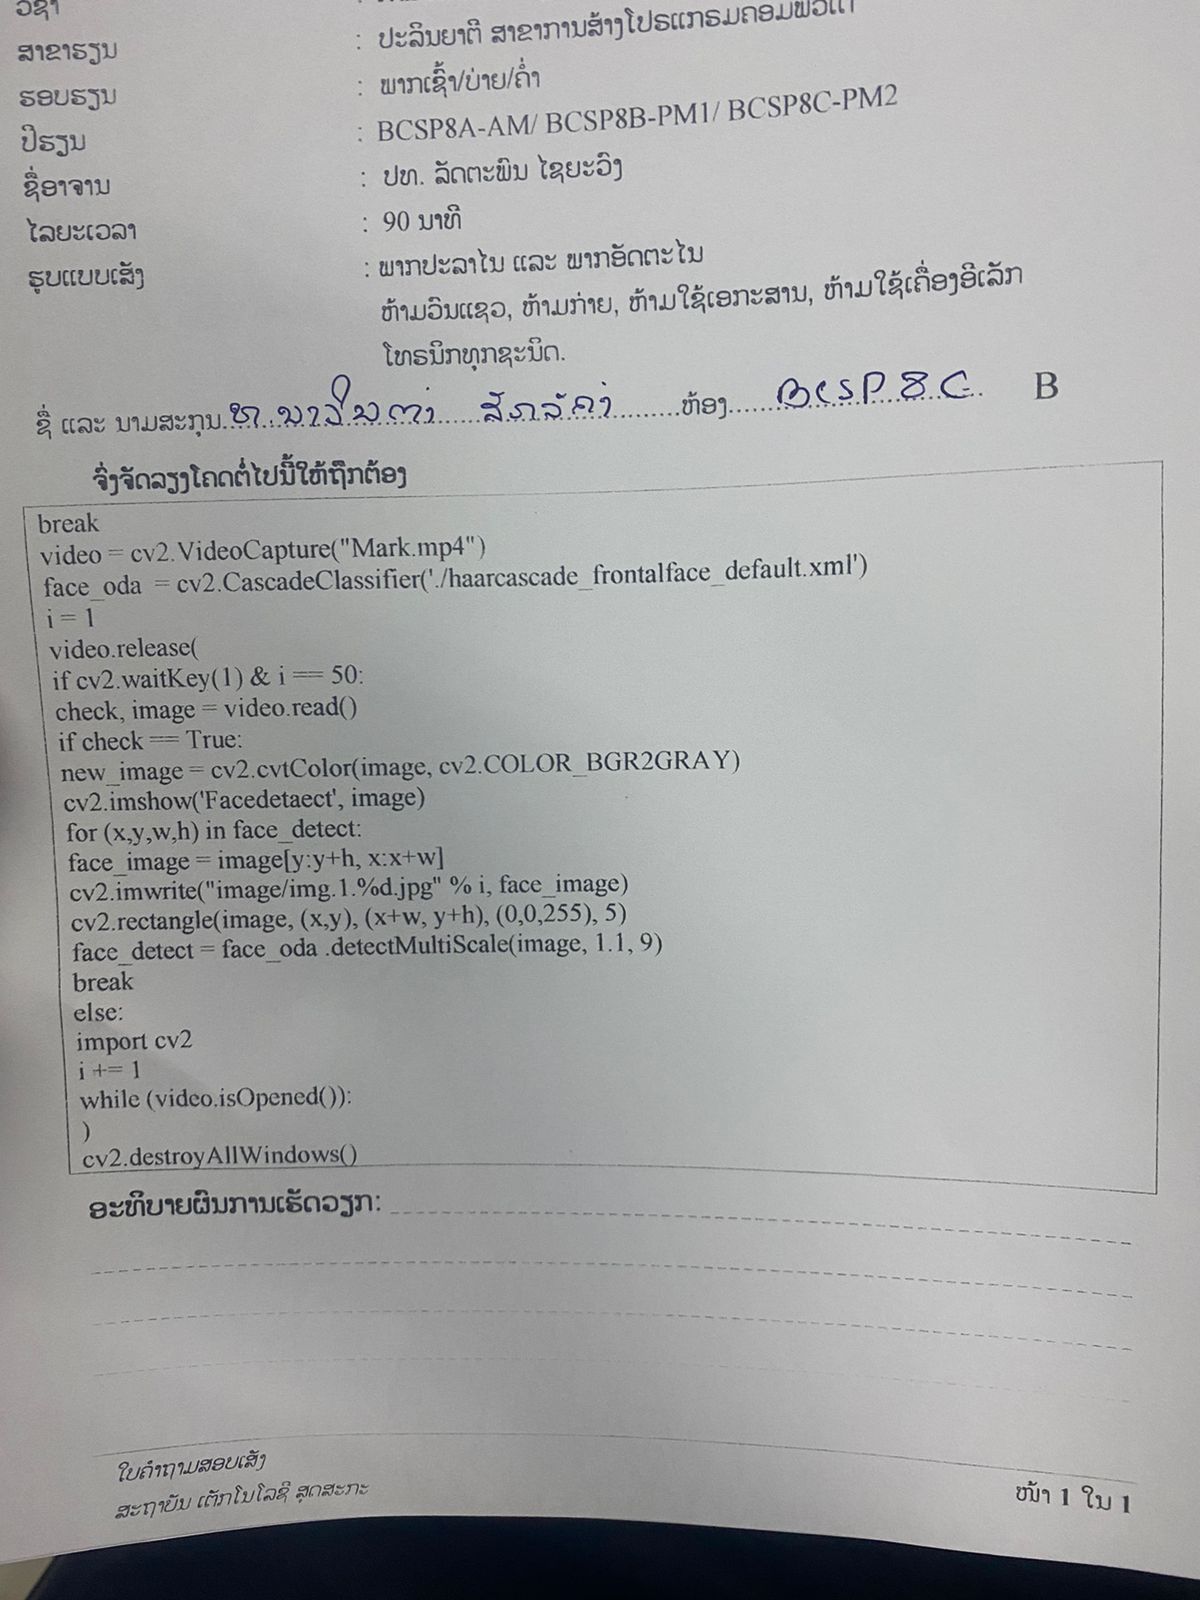 ວິຊາ :
ສາຂາຮຽນ : ປະລິນຍາຕີ ສາຂາການສ້າງໂປຣແກຣມຄອມພິວເຕີ
ຮອບຮຽນ : ພາກເຊົ້າ/ບ່າຍ/ຄ່ຳ
ປີຮຽນ : BCSP8A-AM/ BCSP8B-PM1/ BCSP8C-PM2
ຊື່ອາຈານ : ປທ. ລັດຕະພົນ ໄຊຍະວົງ
ໄລຍະເວລາ : 90 ນາທີ
ຮູບແບບເສັງ : ພາກປະລາໄນ ແລະ ພາກອັດຕະໄນ
ຫ້າມວົນແຊວ, ຫ້າມກ່າຍ, ຫ້າມໃຊ້ເອກະສານ, ຫ້າມໃຊ້ເຄື່ອງອີເລັກ
ໂທຣນິກທຸກຊະນິດ.
ຊື່ ແລະ ນາມສະກຸນ ຫ້ອງ BCSP8C B
ຈົ່ງຈັດລຽງໂຄດຕໍ່ໄປນີ້ໃຫ້ຖືກຕ້ອງ
break
video = cv2.VideoCapture("Mark.mp4")
face_oda = cv2.CascadeClassifier('./haarcascade_frontalface_default.xml')
i = 1
video.release(
if cv2.waitKey(1) & i == 50:
check, image = video.read()
if check == True:
new_image = cv2.cvtColor(image, cv2.COLOR_BGR2GRAY)
cv2.imshow('Facedetaect', image)
for (x,y,w,h) in face_detect:
face_image = image[y:y+h, x:x+w]
cv2.imwrite("image/img.1.%d.jpg" % i, face_image)
cv2.rectangle(image, (x,y), (x+w, y+h), (0,0,255), 5)
face_detect = face_oda .detectMultiScale(image, 1.1, 9)
break
else:
import cv2
i += 1
while (video.isOpened()):
)
cv2.destroyAllWindows()
ອະທິບາຍຜົນການເຮັດວຽກ:
ໃບຄຳຖາມສອບເສັງ
ສະຖາບັນ ເຕັກໂນໂລຊີ ສຸດສະກະ
ໜ້າ 1 ໃນ 1